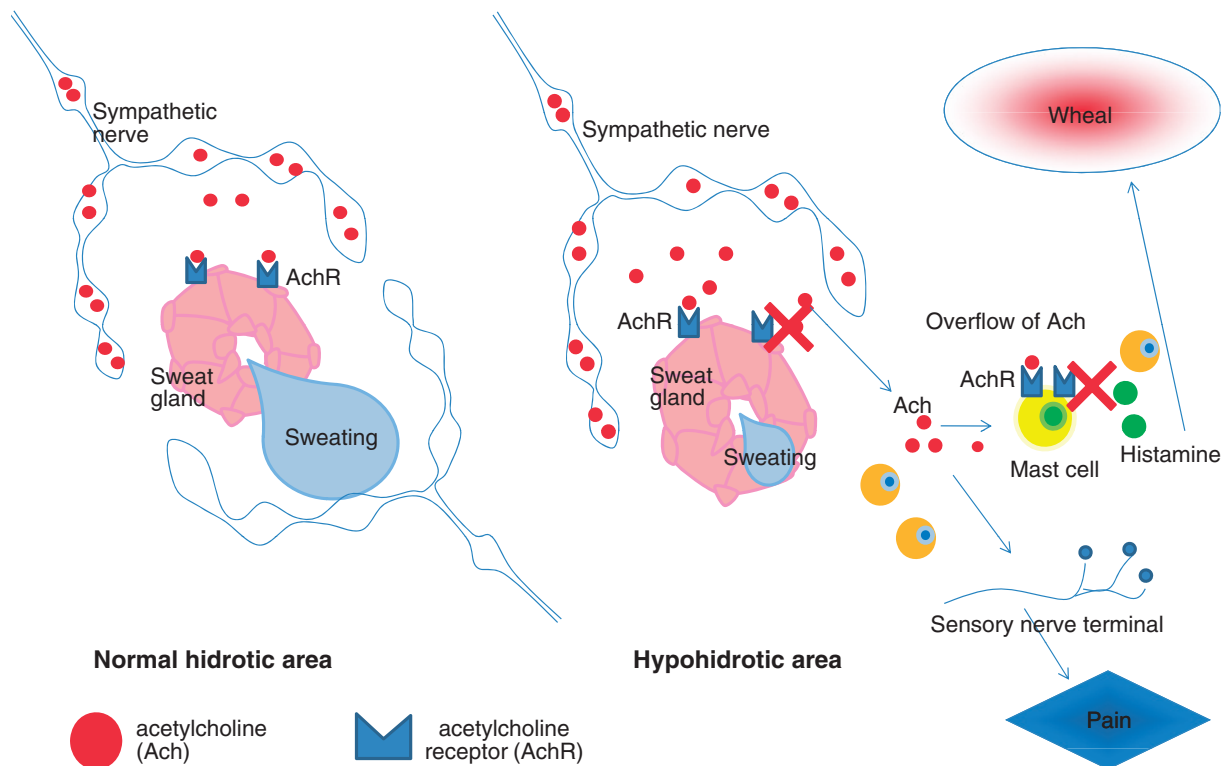 Sympathetic
nerve
AchR
Sweat
gland
Sweating
Normal hidrotic area
Sympathetic nerve
AchR
Sweat
gland
Sweating
Hypohidrotic area
Wheal
Overflow of Ach
AchR
Ach
Mast cell
Histamine
Sensory nerve terminal
Pain
acetylcholine
(Ach)
acetylcholine
receptor (AchR)